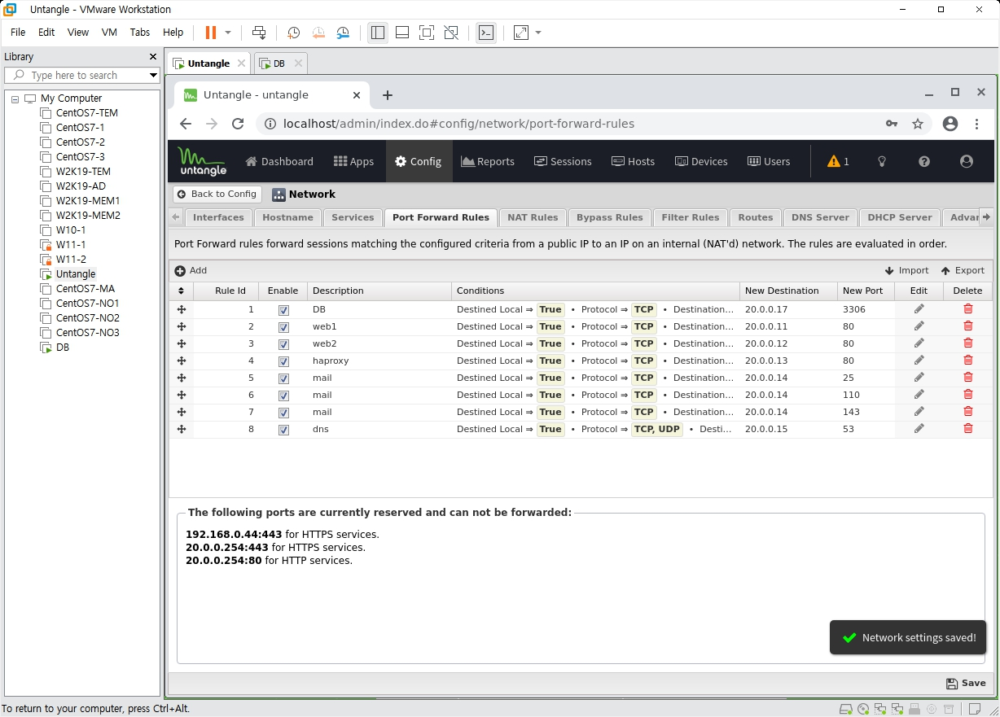 Untangle - VMware Workstation
File Edit View VM Tabs Help
Library
Type here to search
My Computer
CentOS7-TEM
CentOS7-1
CentOS7-2
CentOS7-3
W2K19-TEM
W2K19-AD
W2K19-MEM1
W2K19-MEM2
W10-1
W11-1
W11-2
Untangle
CentOS7-MA
CentOS7-NO1
CentOS7-NO2
CentOS7-NO3
DB
Untangle DB
Untangle - untangle
localhost/admin/index.do#config/network/port-forward-rules
untangle Dashboard Apps Config Reports Sessions Hosts Devices Users 1
Back to Config Network
Interfaces Hostname Services Port Forward Rules NAT Rules Bypass Rules Filter Rules Routes DNS Server DHCP Server Advar
Port Forward rules forward sessions matching the configured criteria from a public IP to an IP on an internal (NAT'd) network. The rules are evaluated in order.
Add Import Export
Rule Id Enable Description Conditions New Destination New Port Edit Delete
1 DB Destined Local ⇒ True • Protocol ⇒ TCP • Destination... 20.0.0.17 3306
2 web1 Destined Local ⇒ True • Protocol ⇒ TCP • Destination... 20.0.0.11 80
3 web2 Destined Local ⇒ True • Protocol ⇒ TCP • Destination... 20.0.0.12 80
4 haproxy Destined Local ⇒ True • Protocol ⇒ TCP • Destination... 20.0.0.13 80
5 mail Destined Local ⇒ True • Protocol ⇒ TCP • Destination... 20.0.0.14 25
6 mail Destined Local ⇒ True • Protocol ⇒ TCP • Destination... 20.0.0.14 110
7 mail Destined Local ⇒ True • Protocol ⇒ TCP • Destination... 20.0.0.14 143
8 dns Destined Local ⇒ True • Protocol ⇒ TCP, UDP • Desti... 20.0.0.15 53
The following ports are currently reserved and can not be forwarded:
192.168.0.44:443 for HTTPS services.
20.0.0.254:443 for HTTPS services.
20.0.0.254:80 for HTTP services.
Network settings saved!
Save
To return to your computer, press Ctrl+Alt.